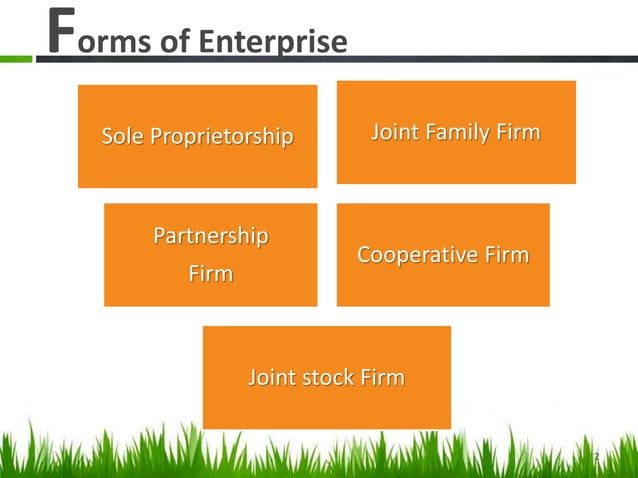 Forms of Enterprise
Sole Proprietorship
Joint Family Firm
Partnership
Firm
Cooperative Firm
Joint stock Firm
2